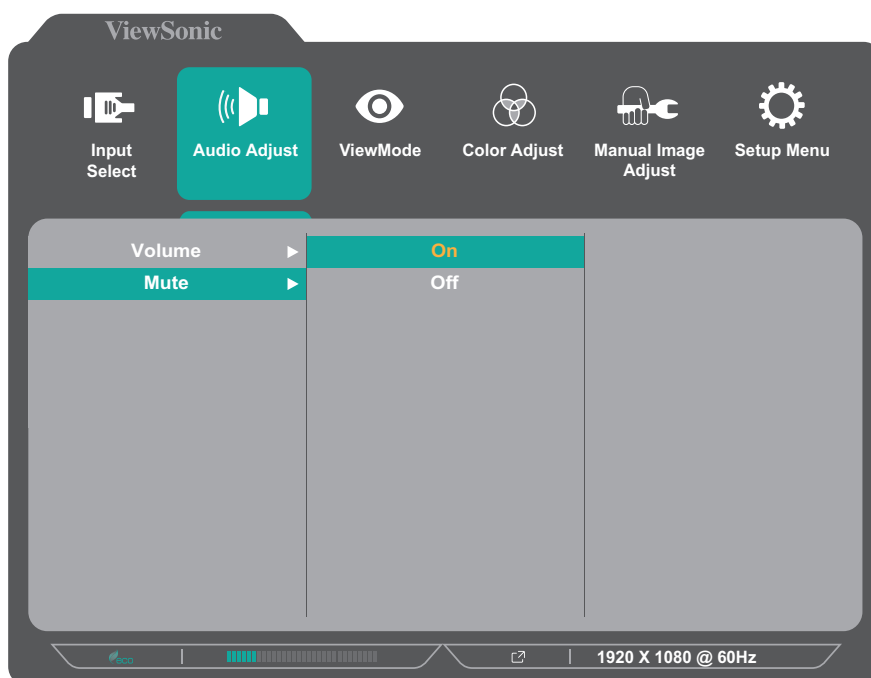 ViewSonic
Input
Select
Audio Adjust
ViewMode
Color Adjust
Manual Image
Adjust
Setup Menu
Volume
On
Mute
Off
eco
1920 X 1080 @ 60Hz